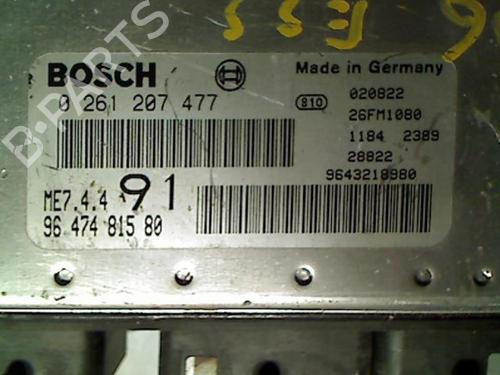 BOSCH
Made in Germany
0 261 207 477
810
020822
26FM1080
1184 2389
28822
9643218980
ME7.4.4 91
96 474 815 80
B-PARTS